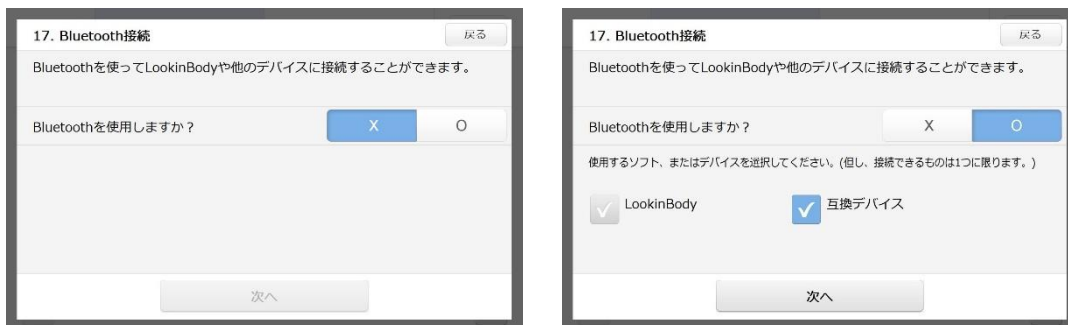 17. Bluetooth接続
戻る
Bluetoothを使ってLookinBodyや他のデバイスに接続することができます。
Bluetoothを使用しますか？
X
O
次へ
17. Bluetooth接続
戻る
Bluetoothを使ってLookinBodyや他のデバイスに接続することができます。
Bluetoothを使用しますか？
X
O
使用するソフト、またはデバイスを選択してください。(但し、接続できるものは1つに限ります。)
LookinBody
互換デバイス
次へ